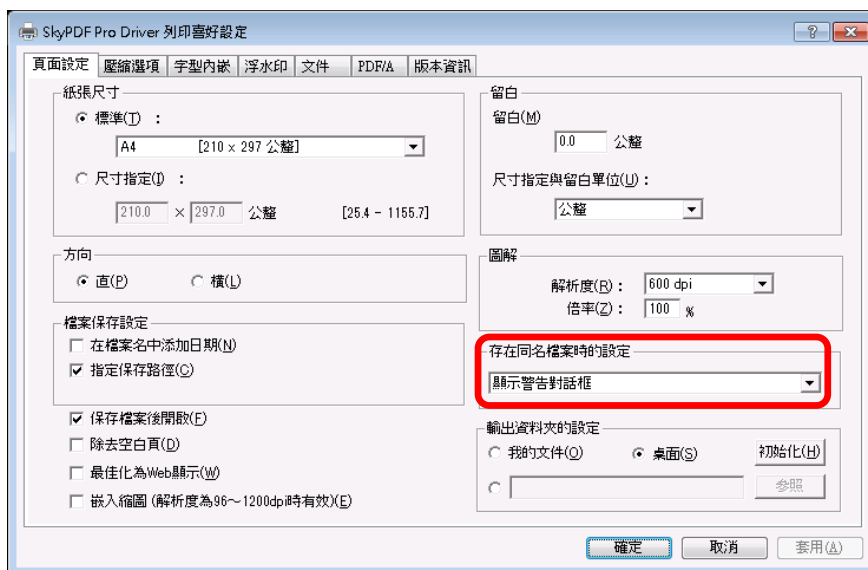 SkyPDF Pro Driver 列印喜好設定
頁面設定 壓縮選項 字型內嵌 浮水印 文件 PDF/A 版本資訊
紙張尺寸
標準(T) :
A4 [210 x 297 公釐]
尺寸指定(I) :
210.0 × 297.0 公釐 [25.4 - 1155.7]
方向
直(P) 橫(L)
檔案保存設定
在檔案名中添加日期(N)
指定保存路徑(C)
保存檔案後開啟(F)
除去空白頁(D)
最佳化為Web顯示(W)
嵌入縮圖 (解析度為96～1200dpi時有效)(E)
留白
留白(M)
0.0 公釐
尺寸指定與留白單位(U) :
公釐
圖解
解析度(R) : 600 dpi
倍率(Z) : 100 %
存在同名檔案時的設定
顯示警告對話框
輸出資料夾的設定
我的文件(O) 桌面(S) 初始化(H)
參照
確定 取消 套用(A)